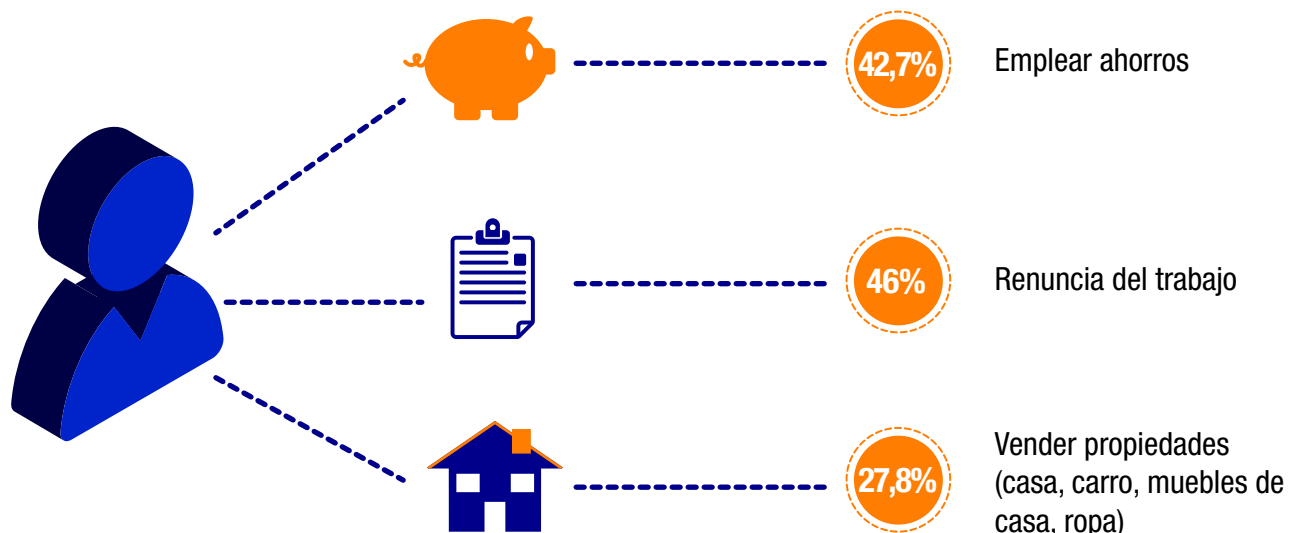 42,7%
Emplear ahorros
46%
Renuncia del trabajo
27,8%
Vender propiedades
(casa, carro, muebles de
casa, ropa)